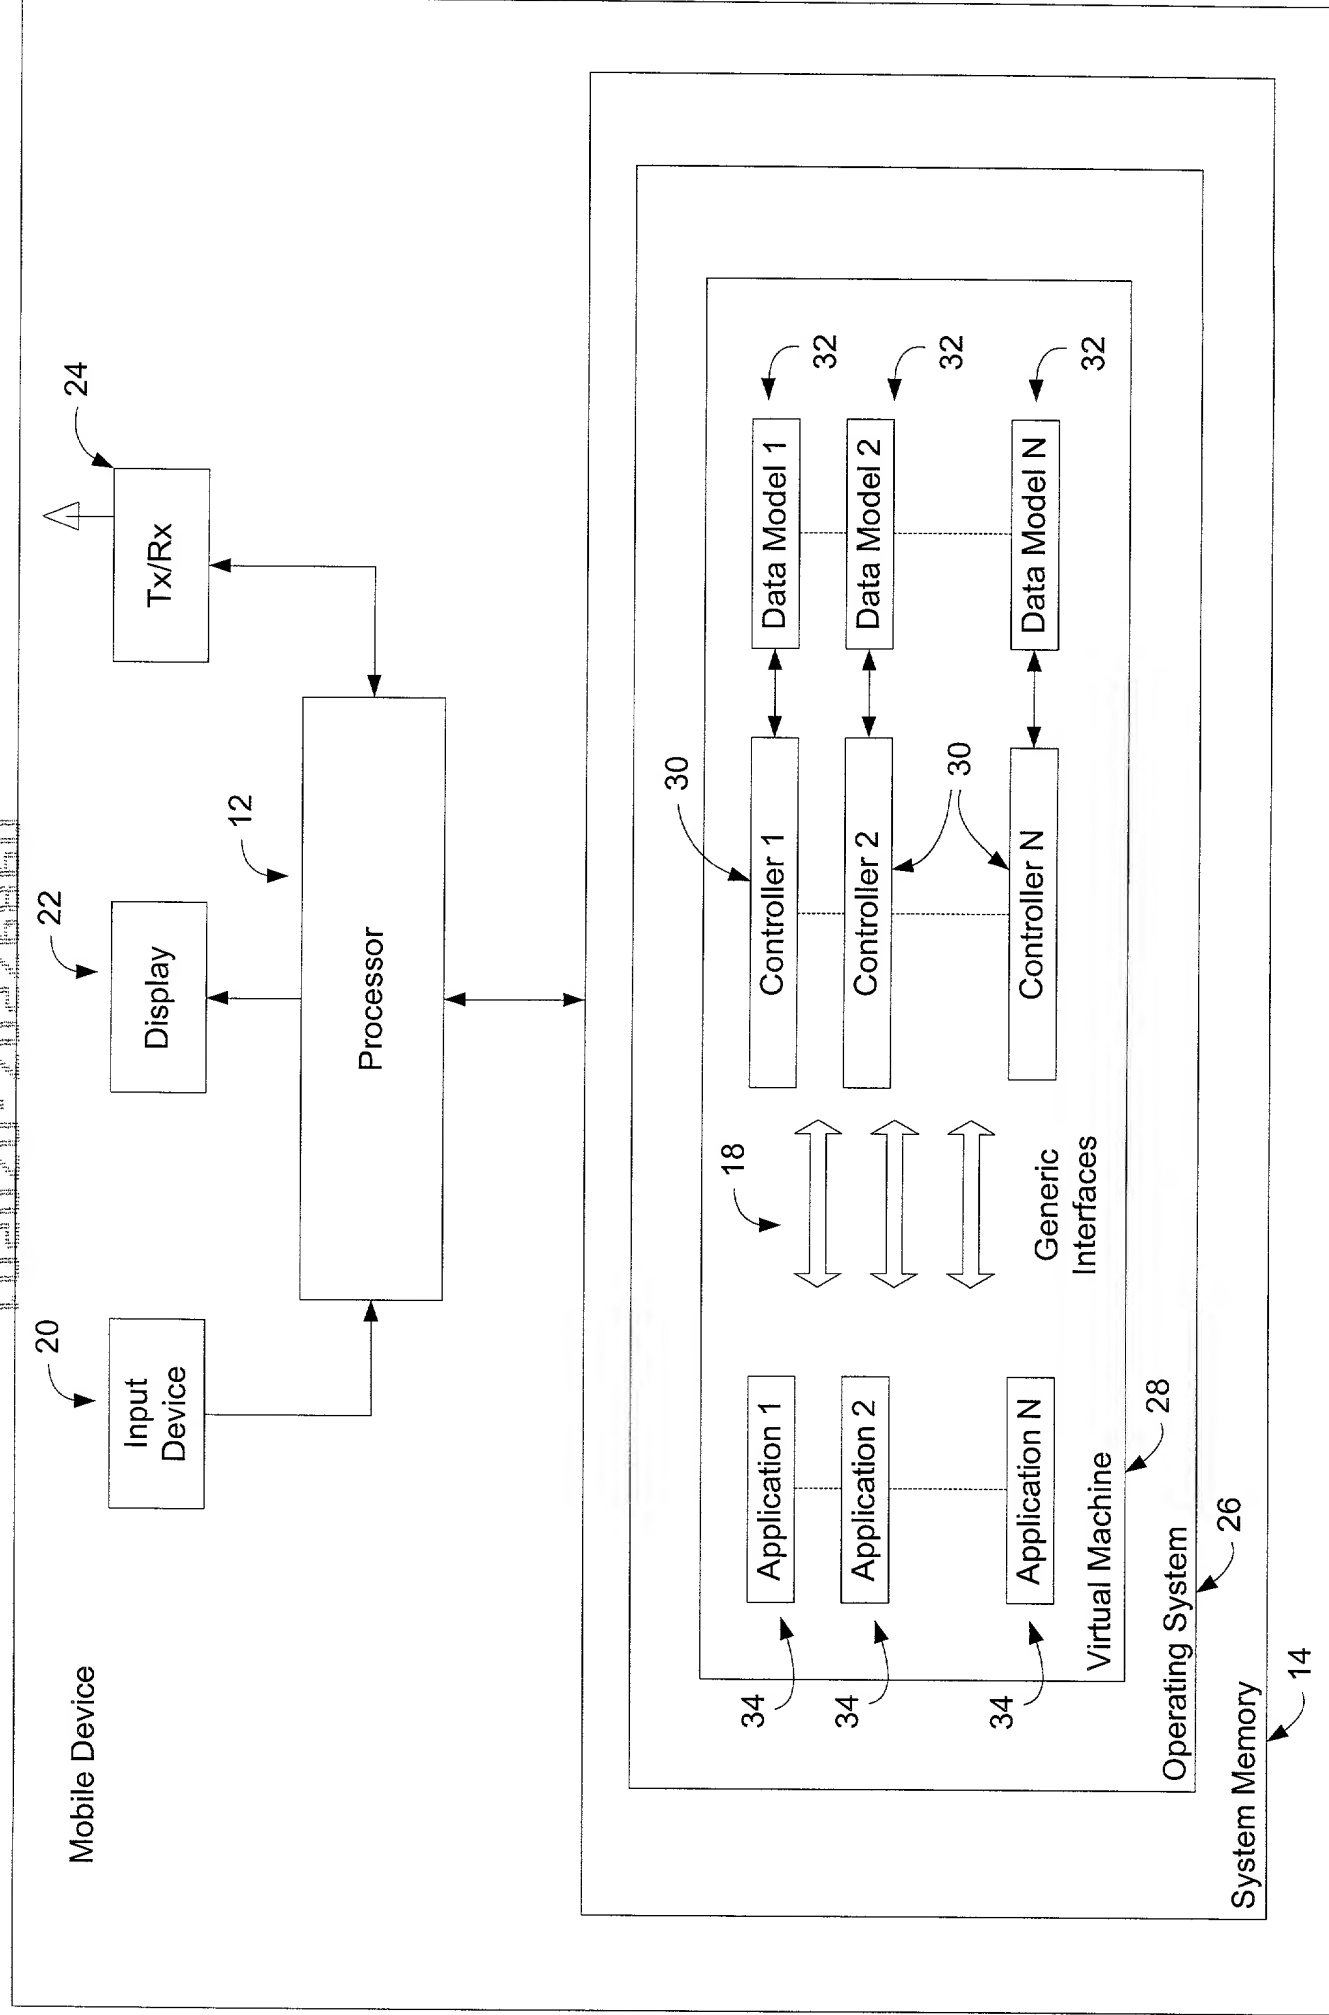 Mobile Device
20
22
24
Input
Device
Display
Tx/Rx
12
Processor
30
18
34
Application 1
Controller 1
Data Model 1
32
34
Application 2
Controller 2
Data Model 2
32
30
34
Application N
Controller N
Data Model N
32
Generic
Interfaces
Virtual Machine
28
Operating System
26
System Memory
14